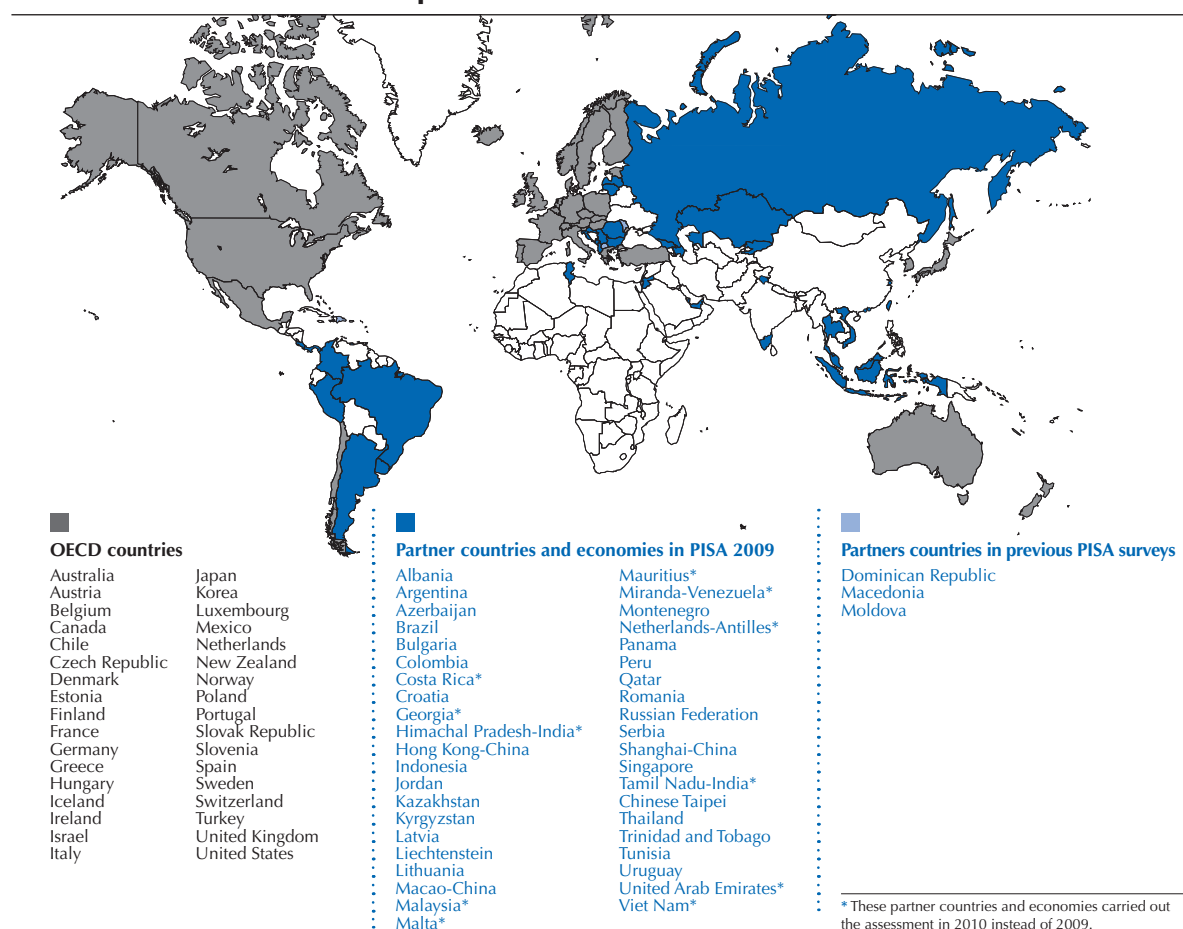 OECD countries
Australia
Austria
Belgium
Canada
Chile
Czech Republic
Denmark
Estonia
Finland
France
Germany
Greece
Hungary
Iceland
Ireland
Israel
Italy
Japan
Korea
Luxembourg
Mexico
Netherlands
New Zealand
Norway
Poland
Portugal
Slovak Republic
Slovenia
Spain
Sweden
Switzerland
Turkey
United Kingdom
United States
Partner countries and economies in PISA 2009
Albania
Argentina
Azerbaijan
Brazil
Bulgaria
Colombia
Costa Rica*
Croatia
Georgia*
Himachal Pradesh-India*
Hong Kong-China
Indonesia
Jordan
Kazakhstan
Kyrgyzstan
Latvia
Liechtenstein
Lithuania
Macao-China
Malaysia*
Malta*
Mauritius*
Miranda-Venezuela*
Montenegro
Netherlands-Antilles*
Panama
Peru
Qatar
Romania
Russian Federation
Serbia
Shanghai-China
Singapore
Tamil Nadu-India*
Chinese Taipei
Thailand
Trinidad and Tobago
Tunisia
Uruguay
United Arab Emirates*
Viet Nam*
Partners countries in previous PISA surveys
Dominican Republic
Macedonia
Moldova
* These partner countries and economies carried out
the assessment in 2010 instead of 2009.